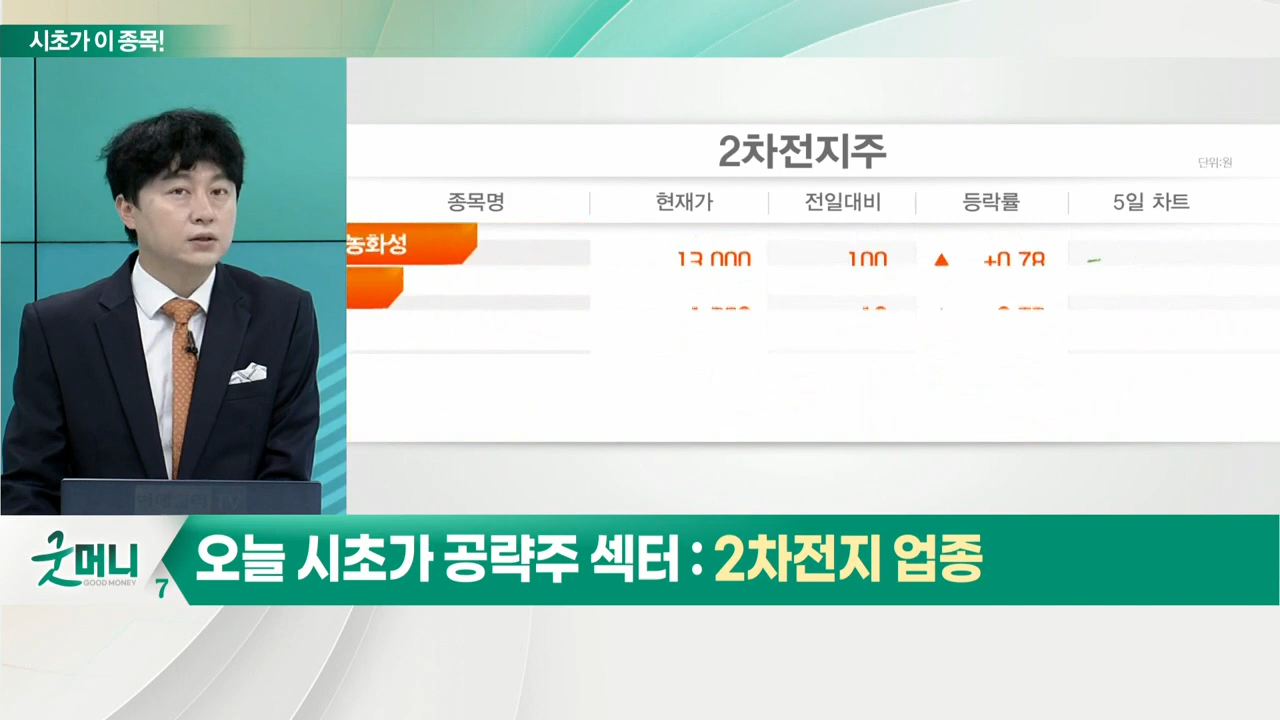 시초가 이 종목!
2차전지주
단위:원
종목명 현재가 전일대비 등락률 5일 차트
농화성 13,000 100 ▲ +0.78
굿머니
GOOD MONEY
7
오늘 시초가 공략주 섹터 : 2차전지 업종